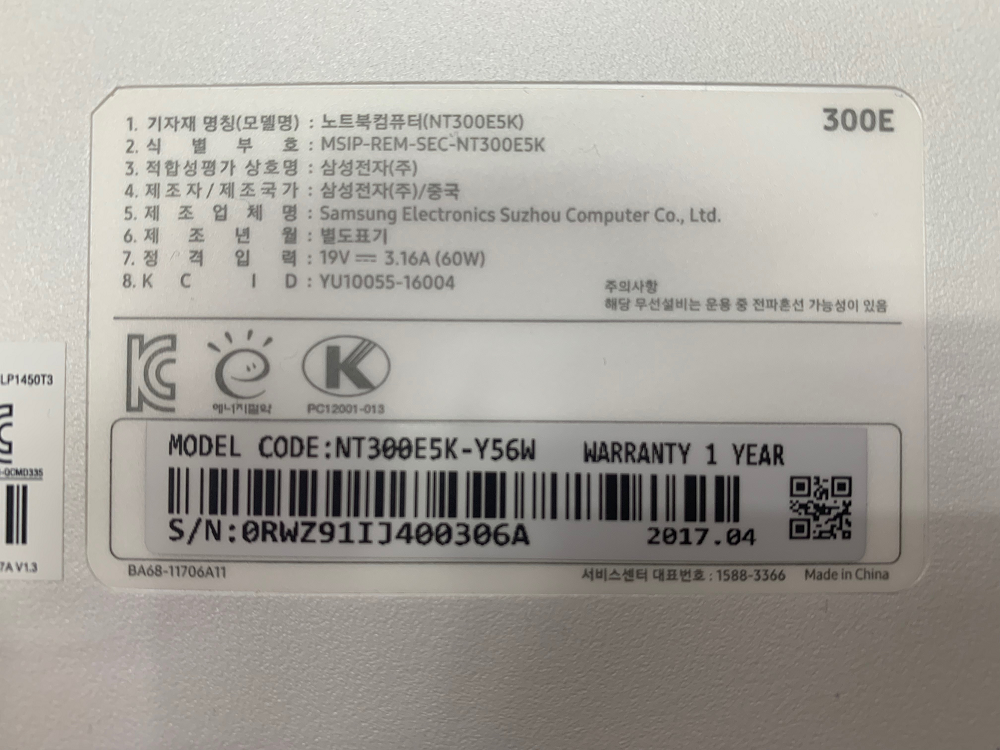 300E
1. 기자재 명칭(모델명) : 노트북컴퓨터(NT300E5K)
2. 식 별 부 호 : MSIP-REM-SEC-NT300E5K
3. 적합성평가 상호명 : 삼성전자(주)
4. 제조자/제조국가 : 삼성전자(주)/중국
5. 제 조 업 체 명 : Samsung Electronics Suzhou Computer Co., Ltd.
6. 제 조 년 월 : 별도표기
7. 정 격 입 력 : 19V 3.16A (60W)
8. K C I D : YU10055-16004
주의사항
해당 무선설비는 운용 중 전파혼선 가능성이 있음
에너지절약
PC12001-013
MODEL CODE:NT300E5K-Y56W WARRANTY 1 YEAR
S/N:0RWZ91IJ400306A 2017.04
BA68-11706A11 서비스센터 대표번호 : 1588-3366 Made in China
LP1450T3
-QCMD335
7A V1.3